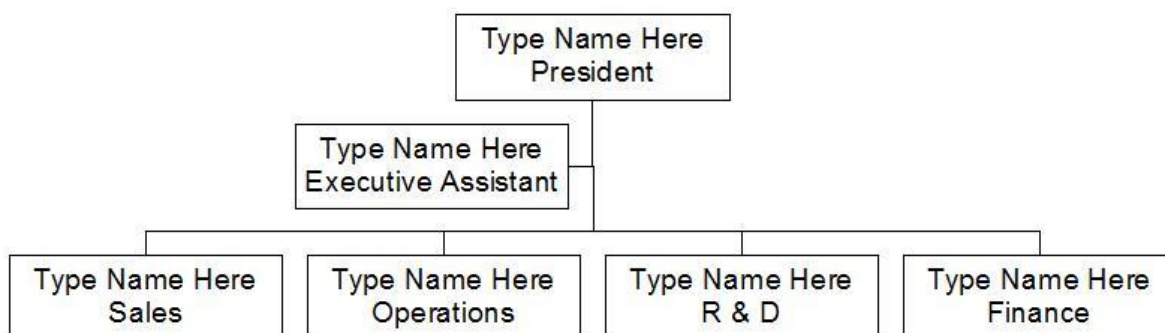 Type Name Here
President
Type Name Here
Executive Assistant
Type Name Here
Sales
Type Name Here
Operations
Type Name Here
R & D
Type Name Here
Finance